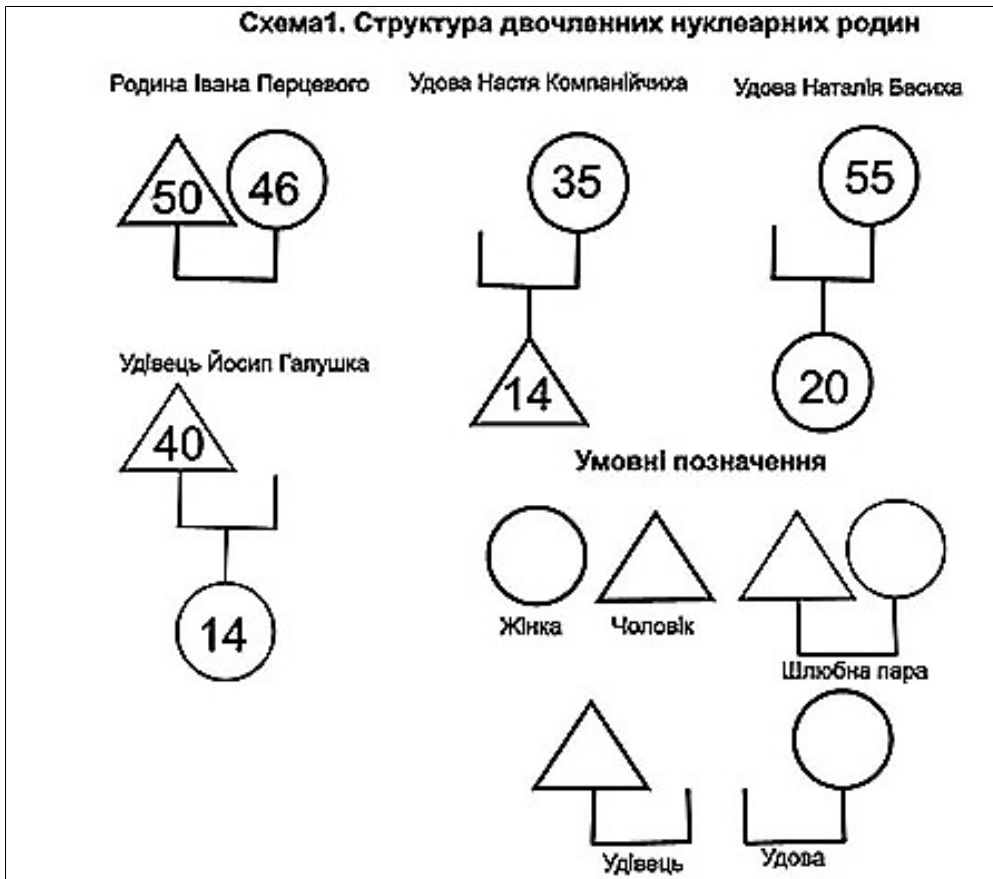 Схема1. Структура двочленних нуклеарних родин
Родина Івана Перцевого
Удова Настя Компанійчиха
Удова Наталія Басиха
50
46
35
55
14
20
Удівець Йосип Галушка
40
14
Умовні позначення
Жінка
Чоловік
Шлюбна пара
Удівець
Удова